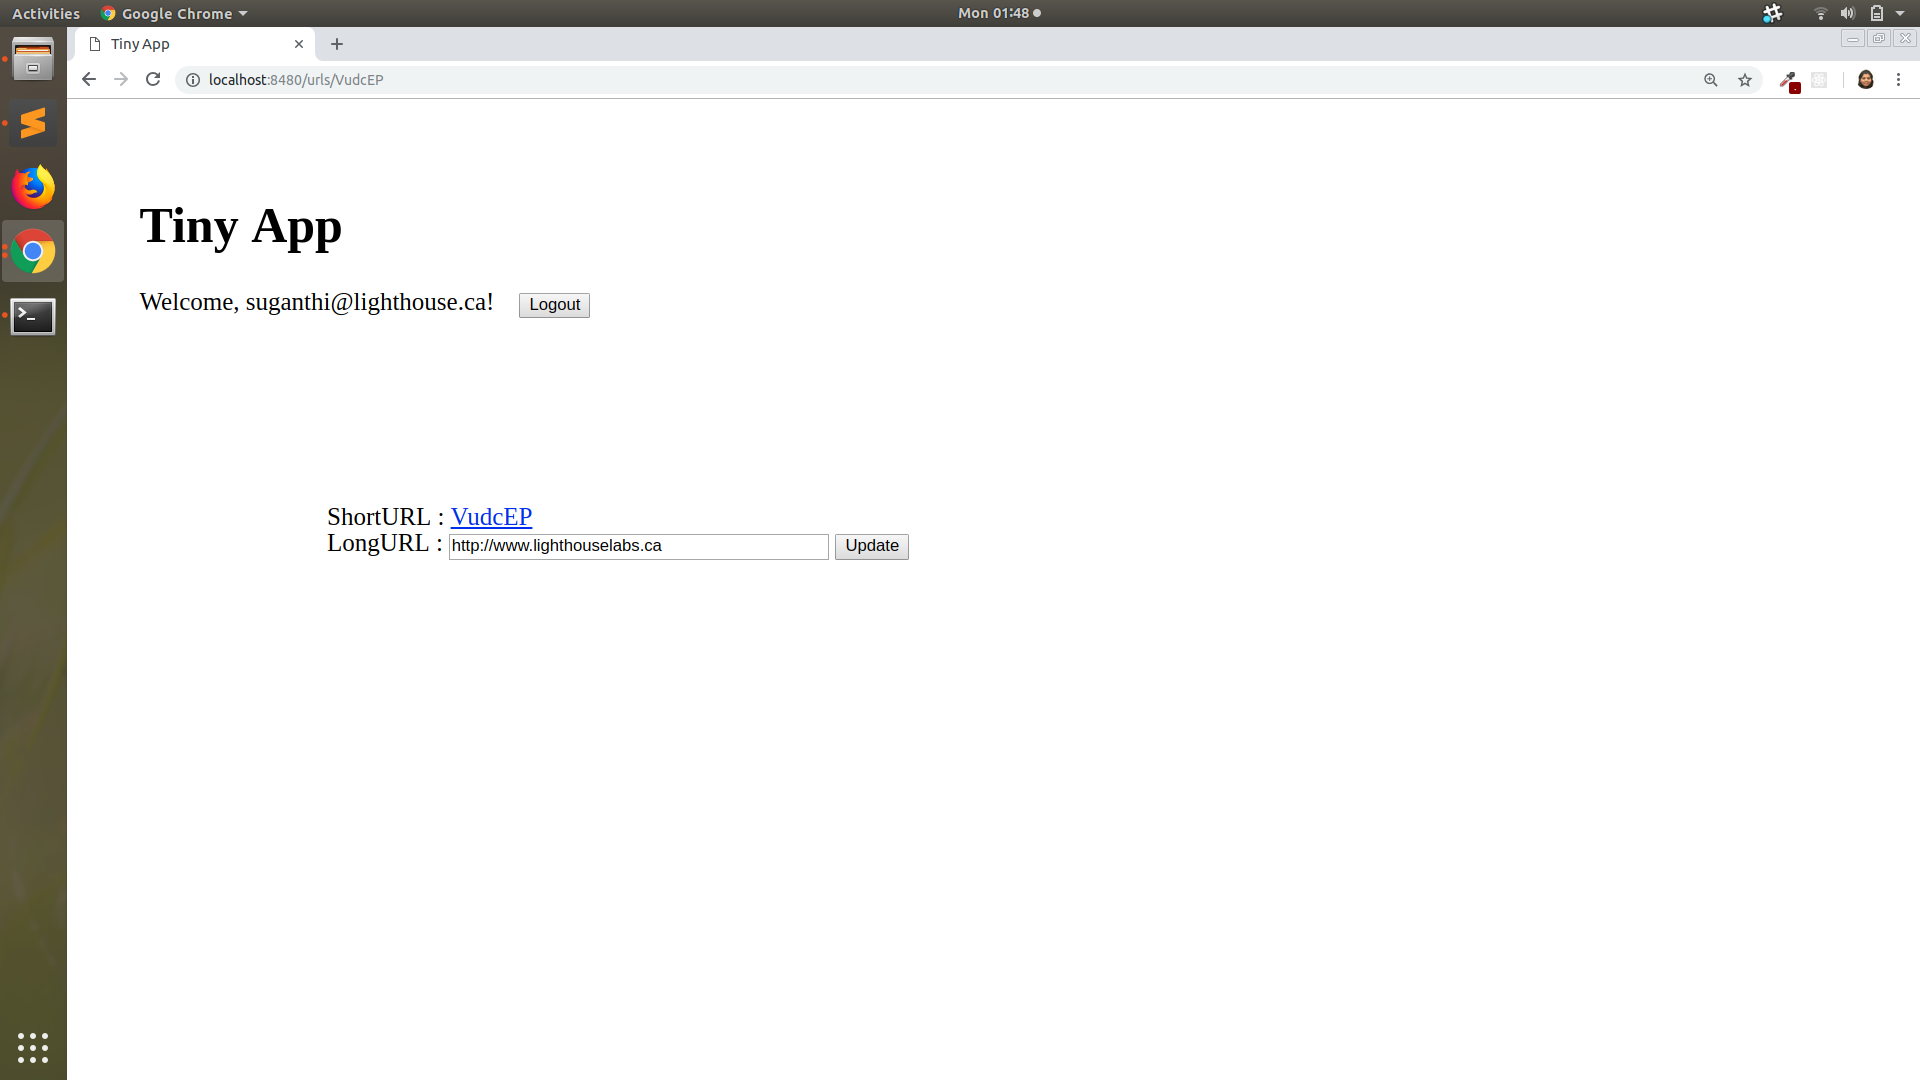 Activities Google Chrome Mon 01:48
Tiny App
localhost:8480/urls/VudcEP
Tiny App
Welcome, suganthi@lighthouse.ca! Logout
ShortURL : VudcEP
LongURL : http://www.lighthouselabs.ca Update